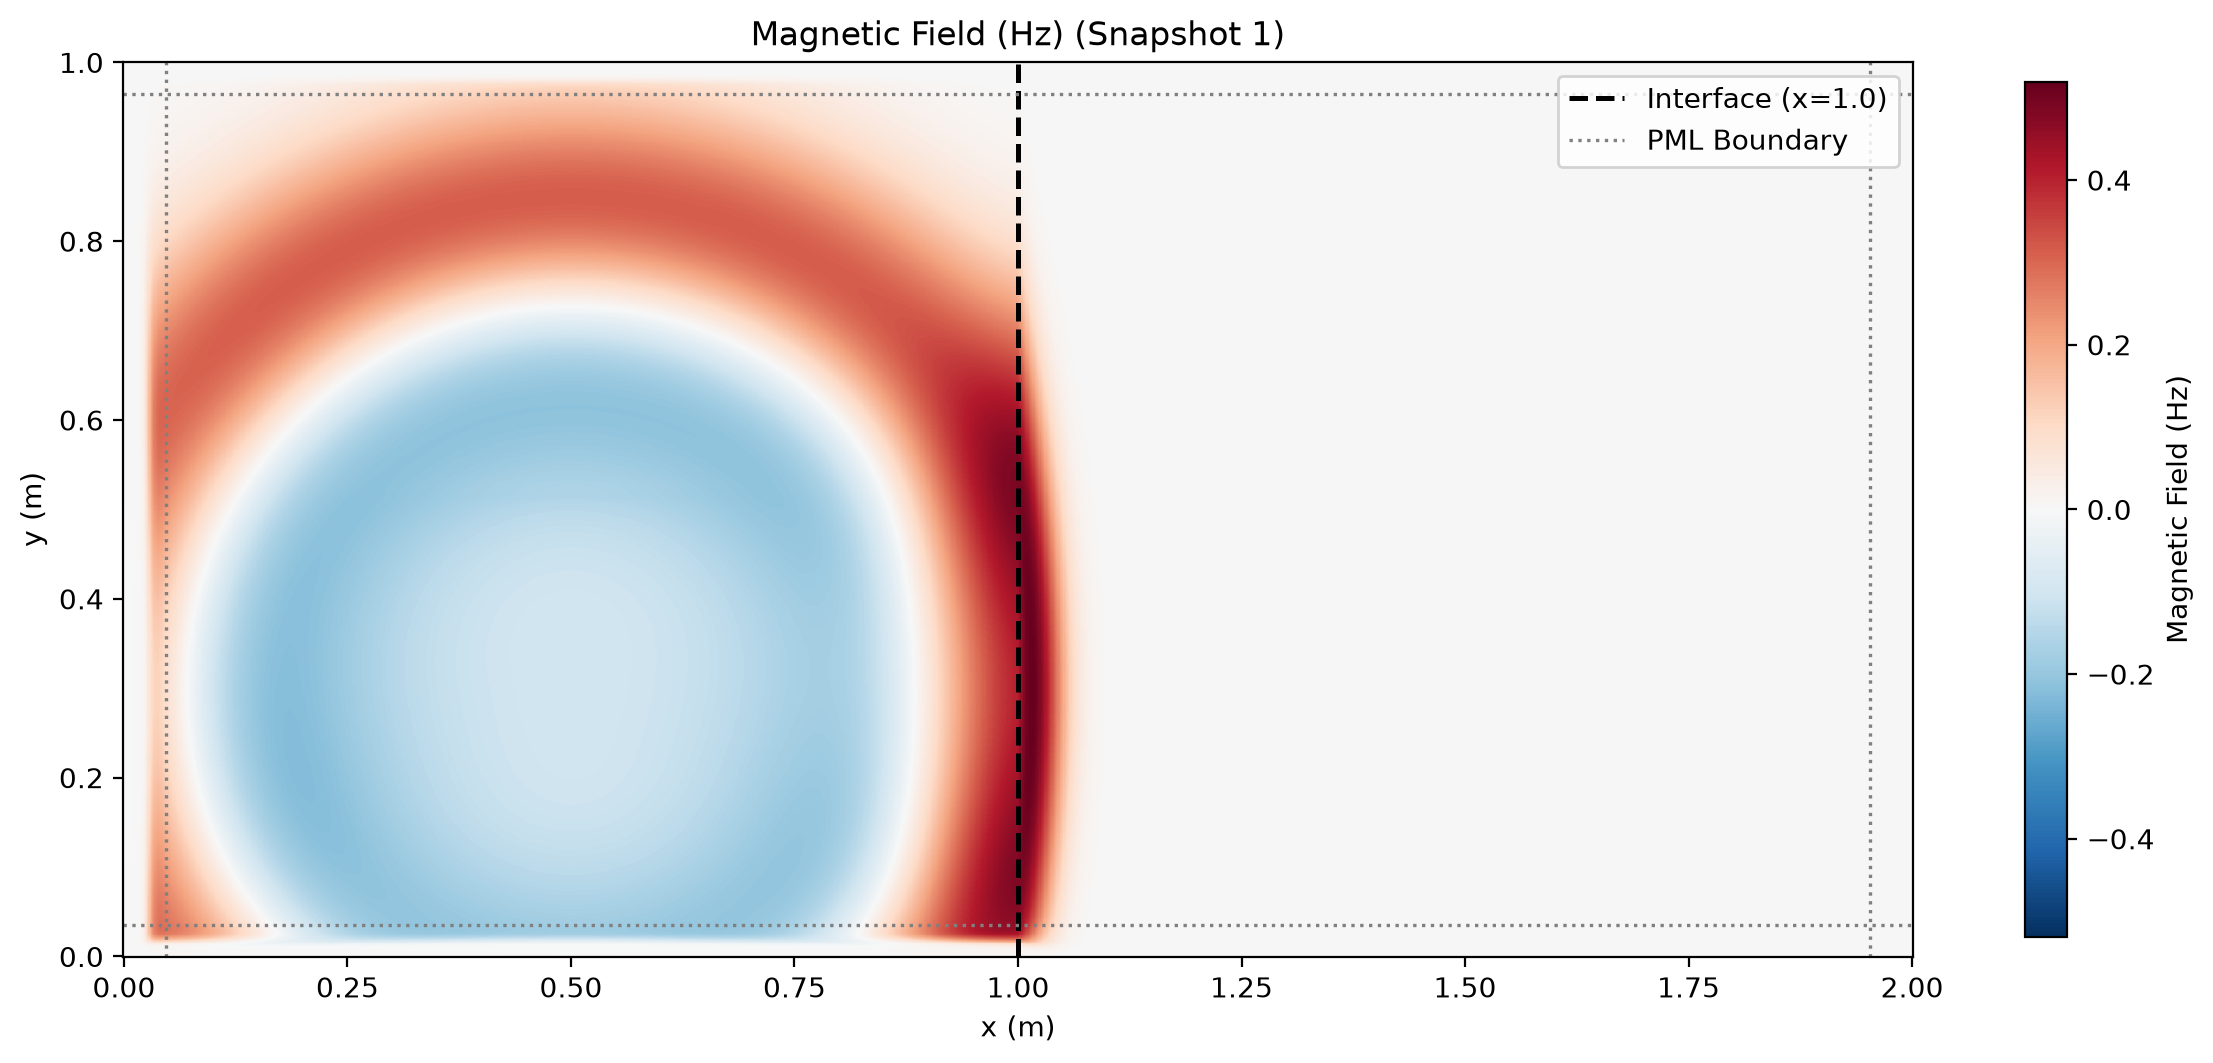 Magnetic Field (Hz) (Snapshot 1)
Interface (x=1.0)
PML Boundary
y (m)
1.0
0.8
0.6
0.4
0.2
0.0
0.00 0.25 0.50 0.75 1.00 1.25 1.50 1.75 2.00
x (m)
0.4
0.2
0.0
−0.2
−0.4
Magnetic Field (Hz)